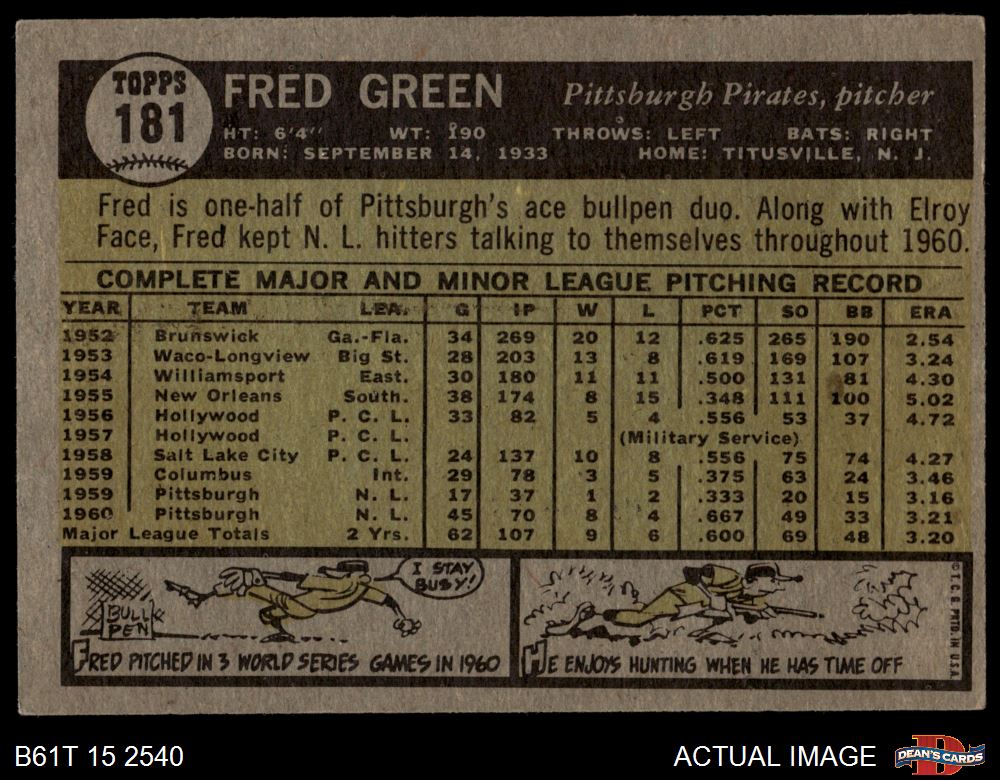 TOPPS
181
FRED GREEN
Pittsburgh Pirates, pitcher
HT: 6'4" WT: 190 THROWS: LEFT BATS: RIGHT
BORN: SEPTEMBER 14, 1933 HOME: TITUSVILLE, N. J.
Fred is one-half of Pittsburgh's ace bullpen duo. Along with Elroy
Face, Fred kept N. L. hitters talking to themselves throughout 1960.
COMPLETE MAJOR AND MINOR LEAGUE PITCHING RECORD
YEAR TEAM LEA. G IP W L PCT SO BB ERA
1952 Brunswick Ga.-Fla. 34 269 20 12 .625 265 190 2.54
1953 Waco-Longview Big St. 28 203 13 8 .619 169 107 3.24
1954 Williamsport East. 30 180 11 11 .500 131 81 4.30
1955 New Orleans South. 38 174 8 15 .348 111 100 5.02
1956 Hollywood P. C. L. 33 82 5 4 .556 53 37 4.72
1957 Hollywood P. C. L. (Military Service)
1958 Salt Lake City P. C. L. 24 137 10 8 .556 75 74 4.27
1959 Columbus Int. 29 78 3 5 .375 63 24 3.46
1959 Pittsburgh N. L. 17 37 1 2 .333 20 15 3.16
1960 Pittsburgh N. L. 45 70 8 4 .667 49 33 3.21
Major League Totals 2 Yrs. 62 107 9 6 .600 69 48 3.20
I STAY
BUSY!
BULL
PEN
FRED PITCHED IN 3 WORLD SERIES GAMES IN 1960
HE ENJOYS HUNTING WHEN HE HAS TIME OFF
© T. C. G. PRTD. IN U.S.A.
B61T 15 2540
ACTUAL IMAGE
DEAN'S CARDS